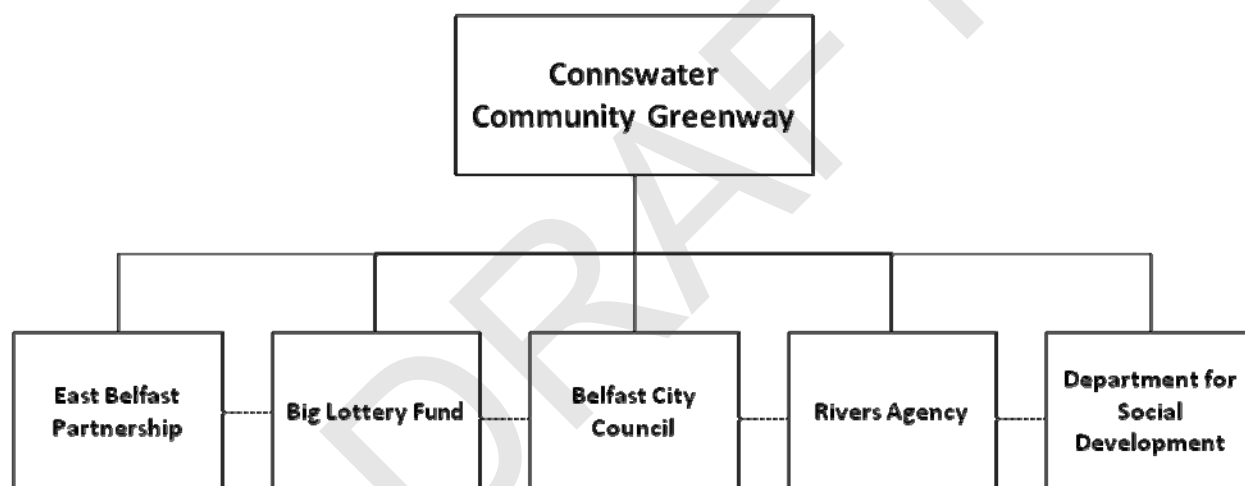 Connswater
Community Greenway
East Belfast
Partnership
Big Lottery Fund
Belfast City
Council
Rivers Agency
Department for
Social
Development
DRAFT